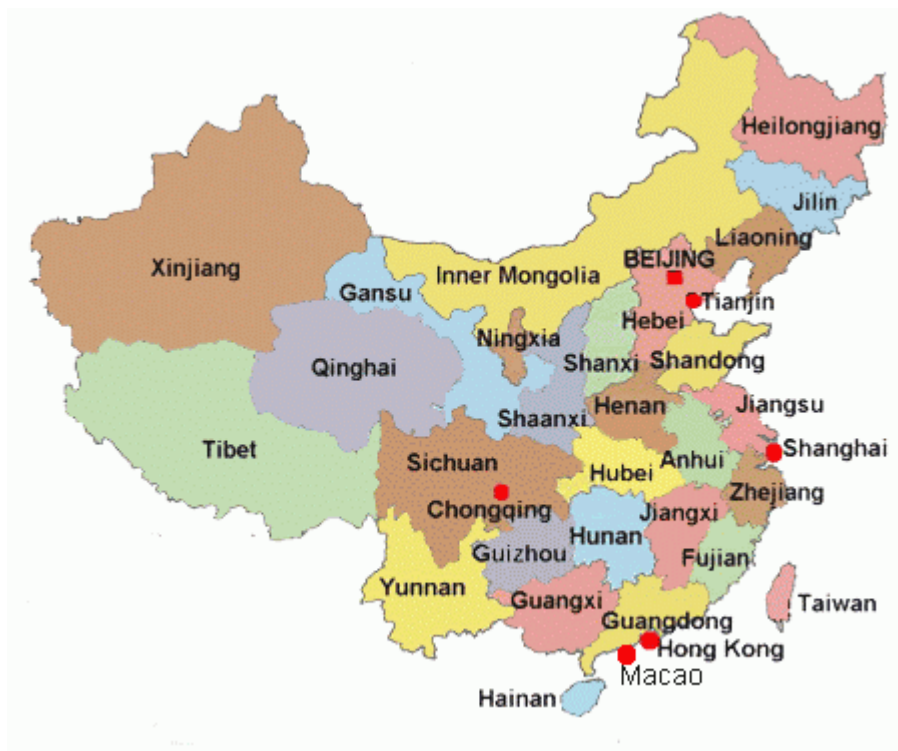 Heilongjiang
Jilin
Liaoning
BEIJING
Xinjiang
Inner Mongolia
Gansu
Tianjin
Hebei
Ningxia
Qinghai
Shanxi
Shandong
Henan
Jiangsu
Shaanxi
Tibet
Shanghai
Sichuan
Anhui
Hubei
Zhejiang
Chongqing
Jiangxi
Hunan
Guizhou
Fujian
Yunnan
Guangxi
Taiwan
Guangdong
Hong Kong
Macao
Hainan